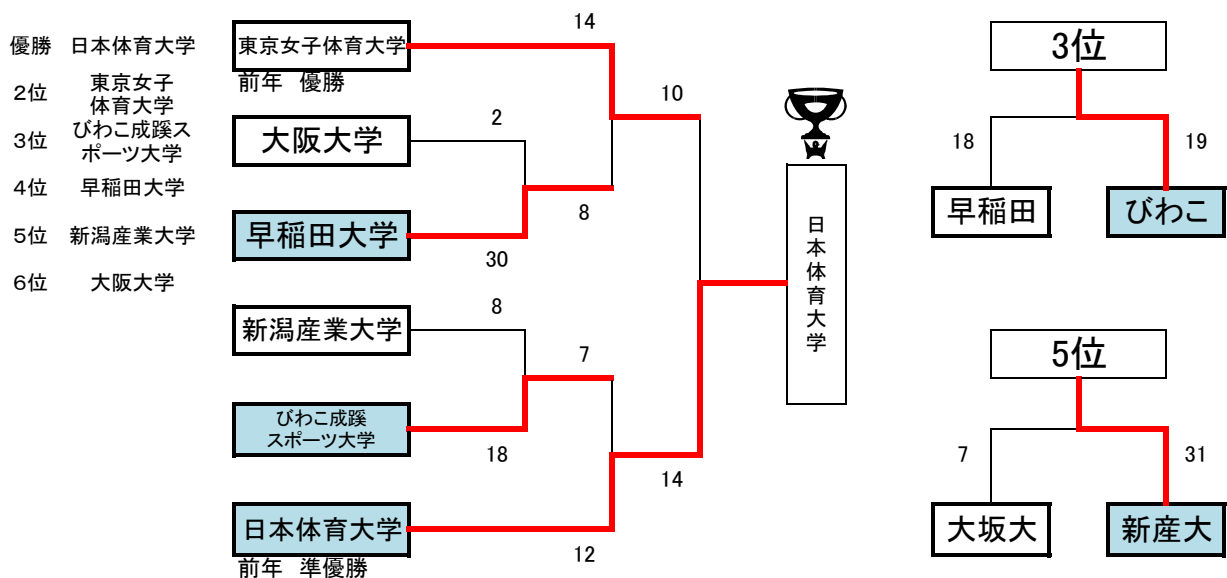 優勝 日本体育大学
2位 東京女子
体育大学
3位 びわこ成蹊ス
ポーツ大学
4位 早稲田大学
5位 新潟産業大学
6位 大阪大学
14
東京女子体育大学
前年 優勝
10
2
大阪大学
8
早稲田大学
30
8
新潟産業大学
7
びわこ成蹊
スポーツ大学
18
14
日本体育大学
12
前年 準優勝
日本体育大学
3位
18
19
早稲田
びわこ
5位
7
31
大坂大
新産大